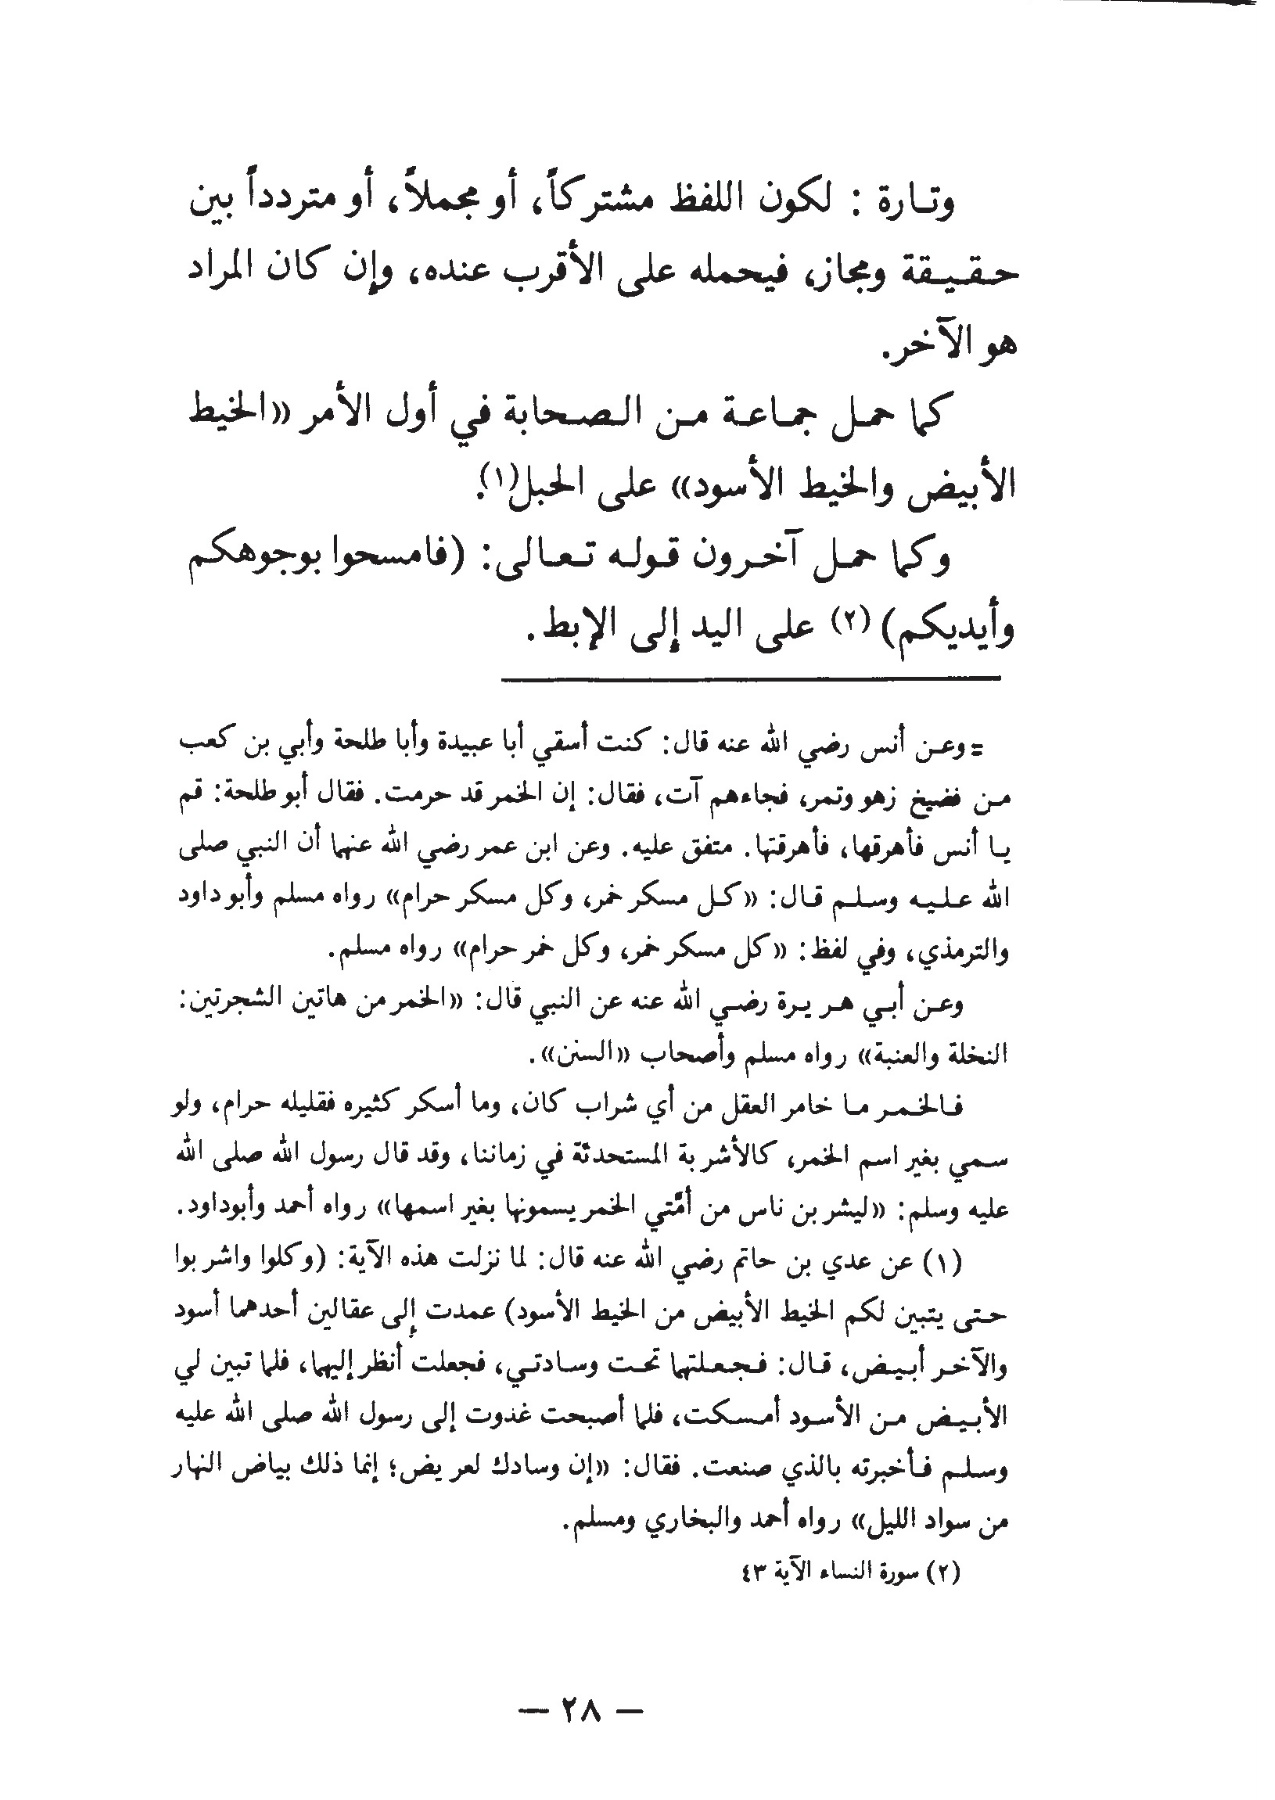 وتارة : لكون اللفظ مشتركاً، أو مجملاً، أو متردداً بين
حقيقة ومجاز، فيحمله على الأقرب عنده، وإن كان المراد
هو الآخر.
كما حمل جماعة من الصحابة في أول الأمر «الخيط
الأبيض والخيط الأسود» على الحبل(١).
وكما حمل آخرون قوله تعالى: (فامسحوا بوجوهكم
وأيديكم) (٢) على اليد إلى الإبط.
= وعن أنس رضي الله عنه قال: كنت أسقي أبا عبيدة وأبا طلحة وأبي بن كعب
من فضيخ زهو وتمر، فجاءهم آت، فقال: إن الخمر قد حرمت. فقال أبو طلحة: قم
يا أنس فأهرقها، فأهرقتها. متفق عليه. وعن ابن عمر رضي الله عنهما أن النبي صلى
الله عليه وسلم قال: «كل مسكر خمر، وكل مسكر حرام» رواه مسلم وأبو داود
والترمذي، وفي لفظ: «كل مسكر خمر، وكل خمر حرام» رواه مسلم.
وعن أبي هريرة رضي الله عنه عن النبي قال: «الخمر من هاتين الشجرتين:
النخلة والعنبة» رواه مسلم وأصحاب «السنن».
فالخمر ما خامر العقل من أي شراب كان، وما أسكر كثيره فقليله حرام، ولو
سمي بغير اسم الخمر، كالأشربة المستحدثة في زماننا، وقد قال رسول الله صلى الله
عليه وسلم: «ليشربن ناس من أمَّتي الخمر يسمونها بغير اسمها» رواه أحمد وأبوداود.
(١) عن عدي بن حاتم رضي الله عنه قال: لما نزلت هذه الآية: (وكلوا واشربوا
حتى يتبين لكم الخيط الأبيض من الخيط الأسود) عمدت إلى عقالين أحدهما أسود
والآخر أبيض، قال: فجعلتهما تحت وسادتي، فجعلت أنظر إليهما، فلما تبين لي
الأبيض من الأسود أمسكت، فلما أصبحت غذوت إلى رسول الله صلى الله عليه
وسلم فأخبرته بالذي صنعت. فقال: «إن وسادك لعريض؛ إنما ذلك بياض النهار
من سواد الليل» رواه أحمد والبخاري ومسلم.
(٢) سورة النساء الآية ٤٣
— ٢٨ —